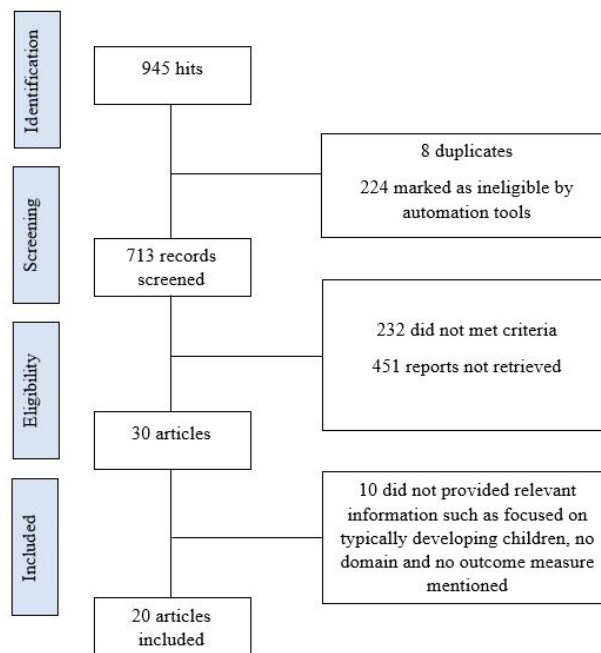 Identification
945 hits
8 duplicates
224 marked as ineligible by
automation tools
Screening
713 records
screened
232 did not met criteria
451 reports not retrieved
Eligibility
30 articles
10 did not provided relevant
information such as focused on
typically developing children, no
domain and no outcome measure
mentioned
Included
20 articles
included